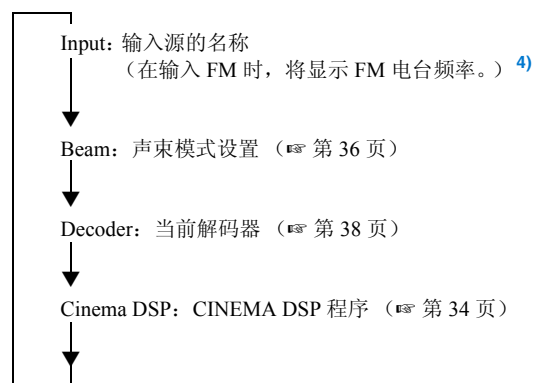 Input：输入源的名称
（在输入 FM 时，将显示 FM 电台频率。）4)
Beam：声束模式设置 （☞ 第 36 页）
Decoder：当前解码器 （☞ 第 38 页）
Cinema DSP：CINEMA DSP 程序 （☞ 第 34 页）